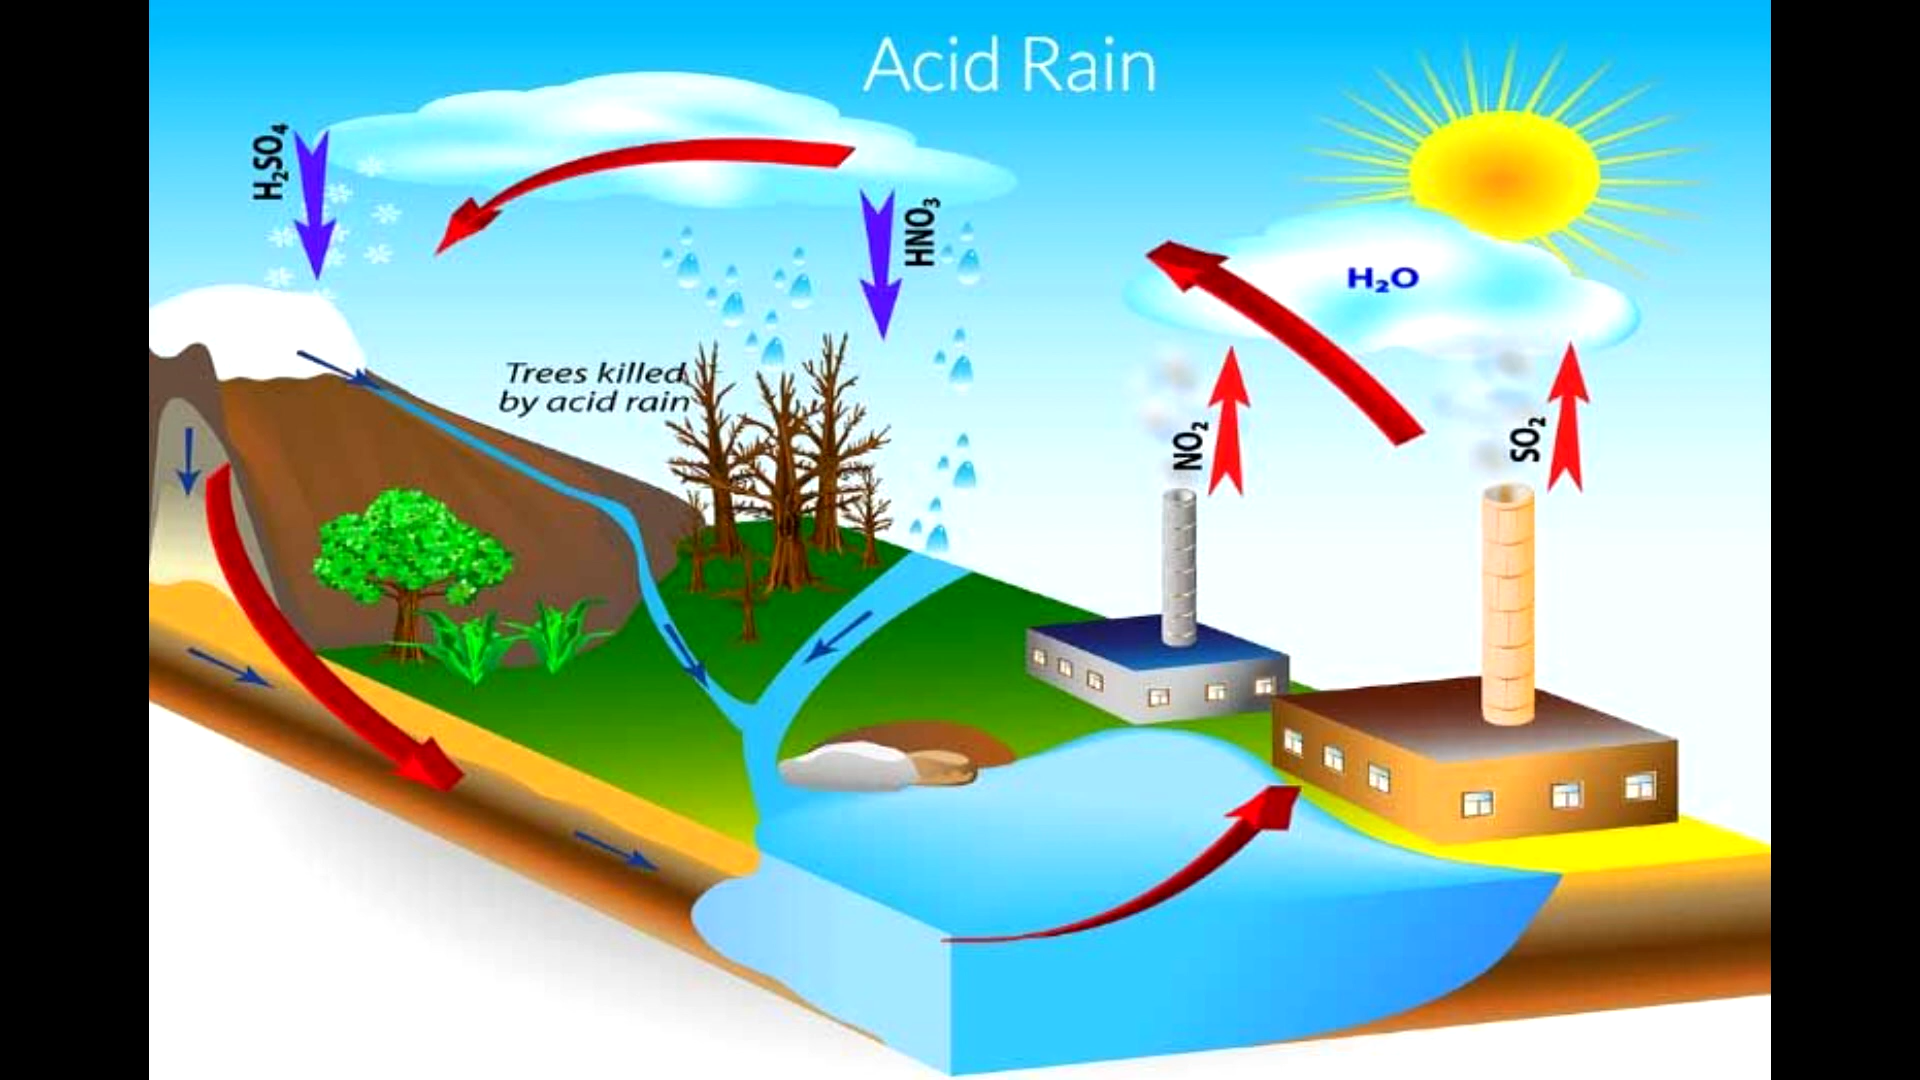 Acid Rain
H₂SO₄
HNO₃
H₂O
Trees killed
by acid rain
NO₂
SO₂